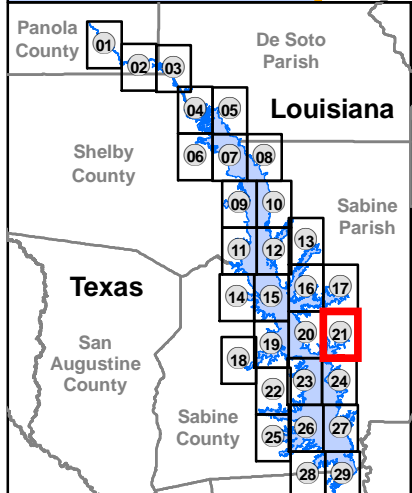 Panola
County
01
02
03
De Soto
Parish
04
05
Louisiana
Shelby
County
06
07
08
09
10
Sabine
Parish
11
12
13
Texas
14
15
16
17
San
Augustine
County
18
19
20
21
22
23
24
Sabine
County
25
26
27
28
29